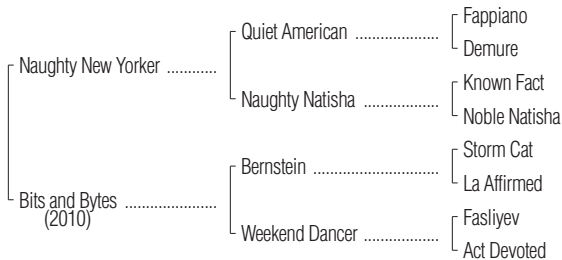 Fappiano
Quiet American ..................
Demure
Naughty New Yorker ............
Known Fact
Naughty Natisha ................
Noble Natisha
Storm Cat
Bernstein ...........................
La Affirmed
Bits and Bytes .....................
(2010)
Fasliyev
Weekend Dancer ................
Act Devoted